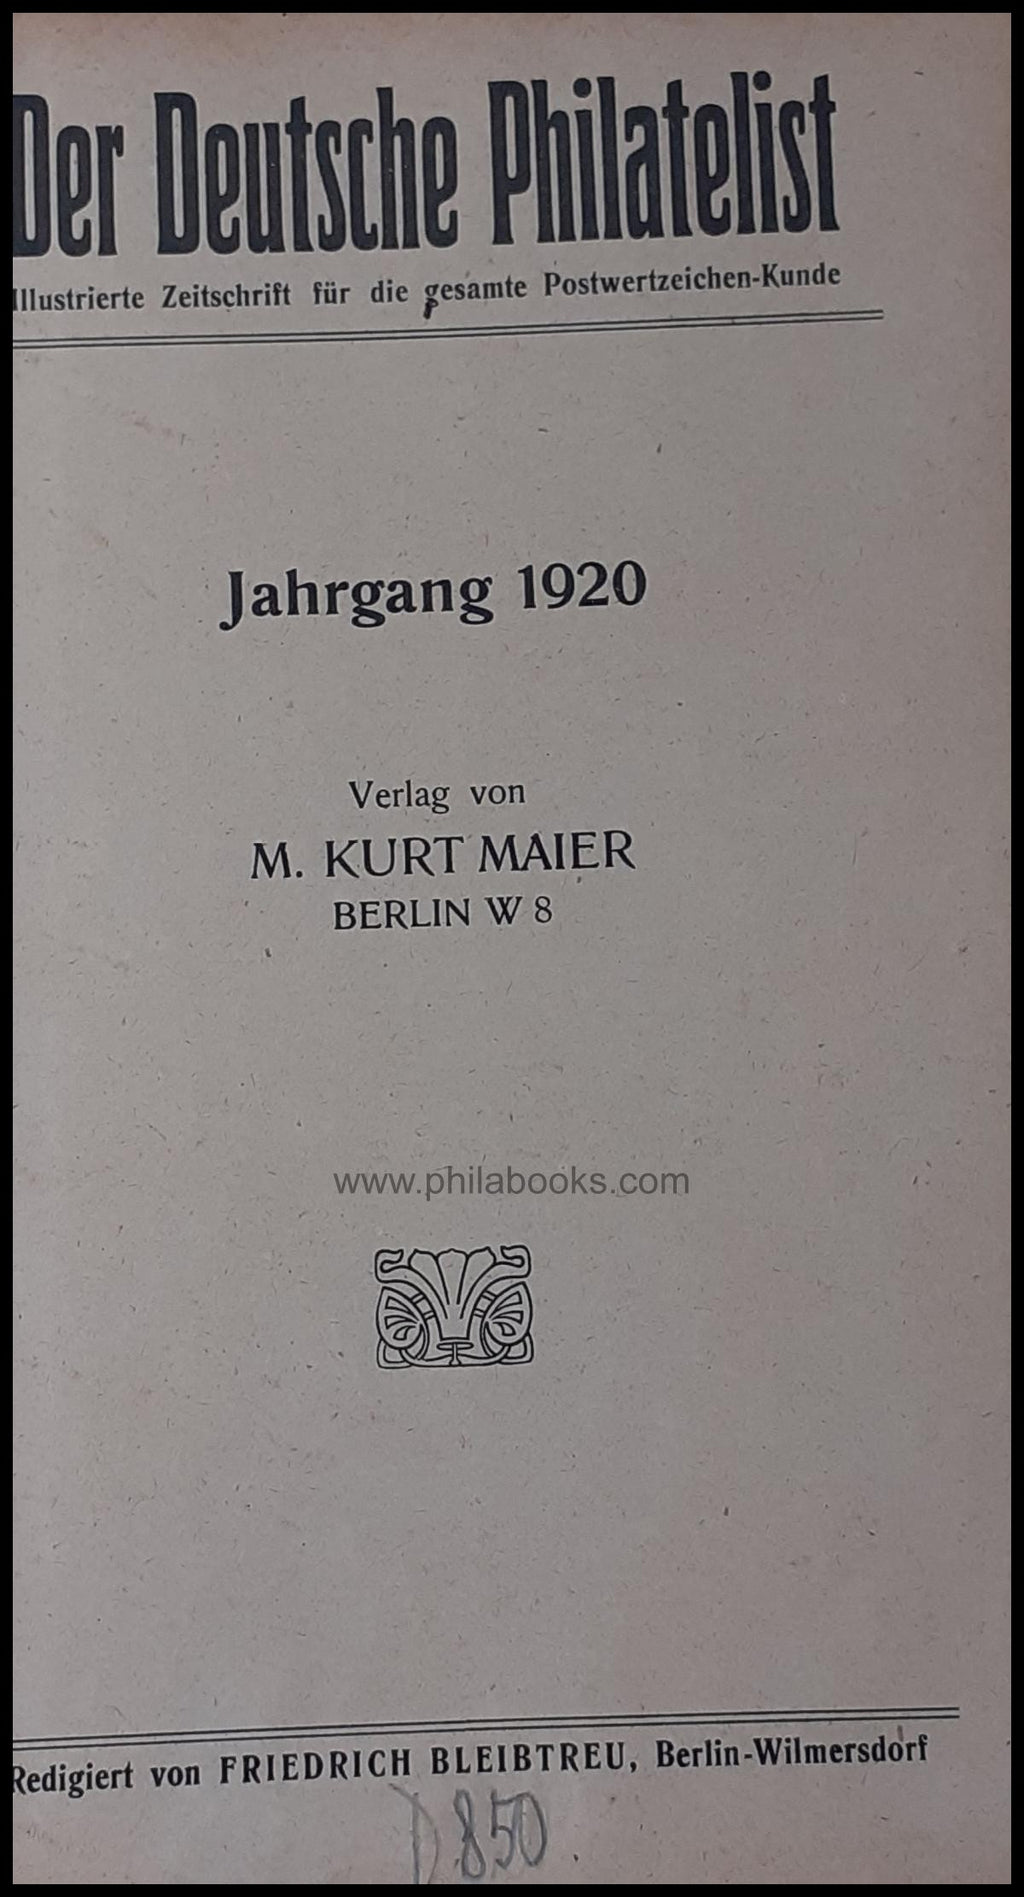 Der Deutsche Philatelist
Illustrierte Zeitschrift für die gesamte Postwertzeichen-Kunde
Jahrgang 1920
Verlag von
M. KURT MAIER
BERLIN W 8
www.philabooks.com
Redigiert von FRIEDRICH BLEIBTREU, Berlin-Wilmersdorf
D 850